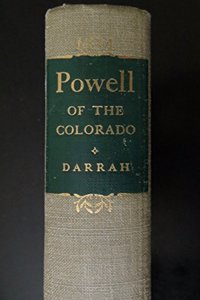 Powell
OF THE
COLORADO
DARRAH